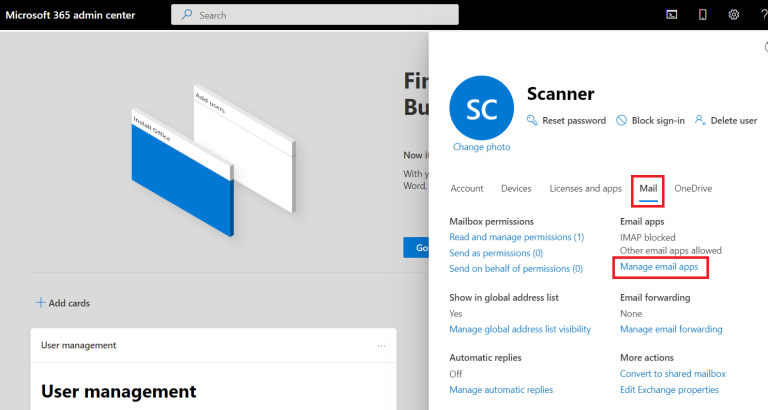 Microsoft 365 admin center
Search
?
Install Office
Add users
Fin
Bu
Now it
With y
Word,
Go
Add cards
User management
...
User management
SC
Change photo
Scanner
Reset password
Block sign-in
Delete user
Account
Devices
Licenses and apps
Mail
OneDrive
Mailbox permissions
Read and manage permissions (1)
Send as permissions (0)
Send on behalf of permissions (0)
Email apps
IMAP blocked
Other email apps allowed
Manage email apps
Show in global address list
Yes
Manage global address list visibility
Email forwarding
None
Manage email forwarding
Automatic replies
Off
Manage automatic replies
More actions
Convert to shared mailbox
Edit Exchange properties